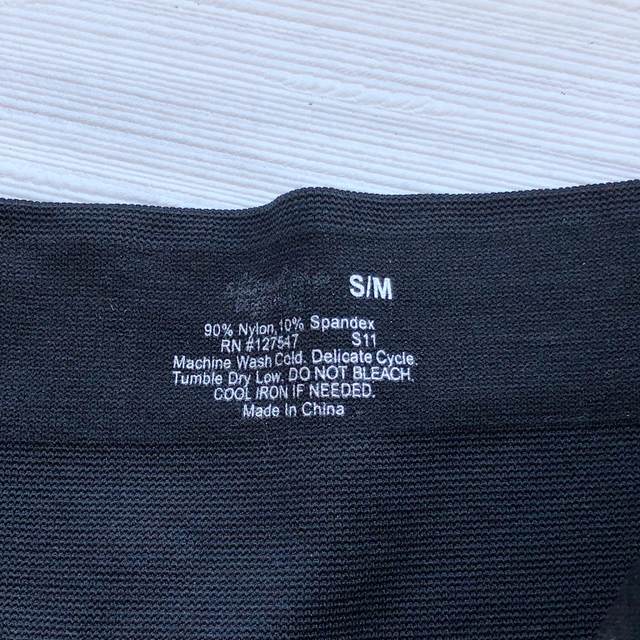 S/M
90% Nylon, 10% Spandex
RN #127547 S11
Machine Wash Cold. Delicate Cycle.
Tumble Dry Low. DO NOT BLEACH.
COOL IRON IF NEEDED.
Made In China